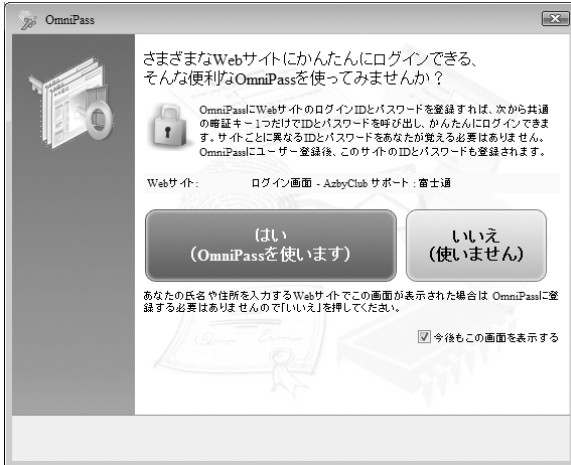 OmniPass
さまざまなWebサイトにかんたんにログインできる、
そんな便利なOmniPassを使ってみませんか？
OmniPassにWebサイトのログインIDとパスワードを登録すれば、次から共通
の暗証キー1つだけでIDとパスワードを呼び出し、かんたんにログインできま
す。サイトごとに異なるIDとパスワードをあなたが覚える必要はありません。
OmniPassにユーザー登録後、このサイトのIDとパスワードも登録されます。
Webサイト: ログイン画面 - AzbyClub サポート : 富士通
はい
(OmniPassを使います)
いいえ
(使いません)
あなたの氏名や住所を入力するWebサイトでこの画面が表示された場合は OmniPassに登
録する必要はありませんので「いいえ」を押してください。
今後もこの画面を表示する